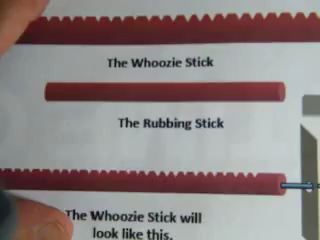 The Whoozie Stick
The Rubbing Stick
The Whoozie Stick will
look like this.